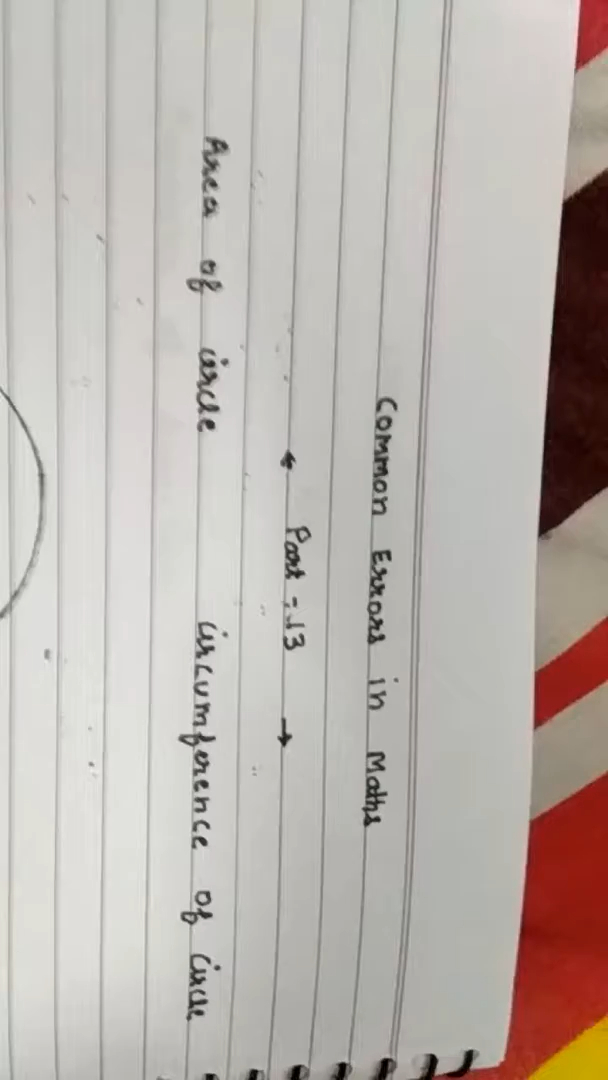 Common Errors in Maths
← Part - 13 →
Area of circle circumference of circle